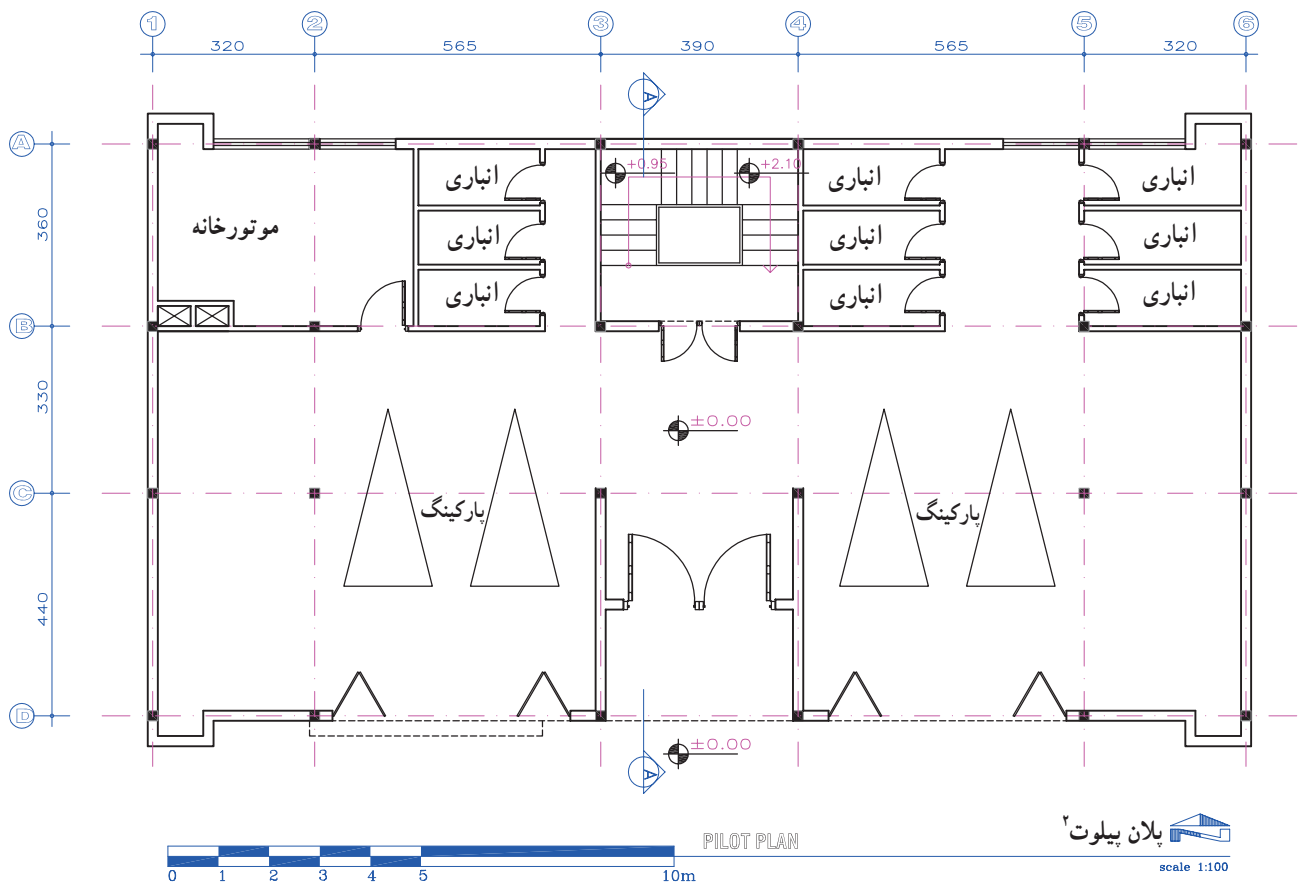 1 2 3 4 5 6
320 565 390 565 320
A
A
+0.95 +2.10
انباری انباری انباری
موتورخانه
انباری انباری انباری
انباری انباری انباری
360
B
330
±0.00
C
پارکینگ پارکینگ
440
D
±0.00
A
پلان پیلوت۲
PILOT PLAN
scale 1:100
0 1 2 3 4 5 10m